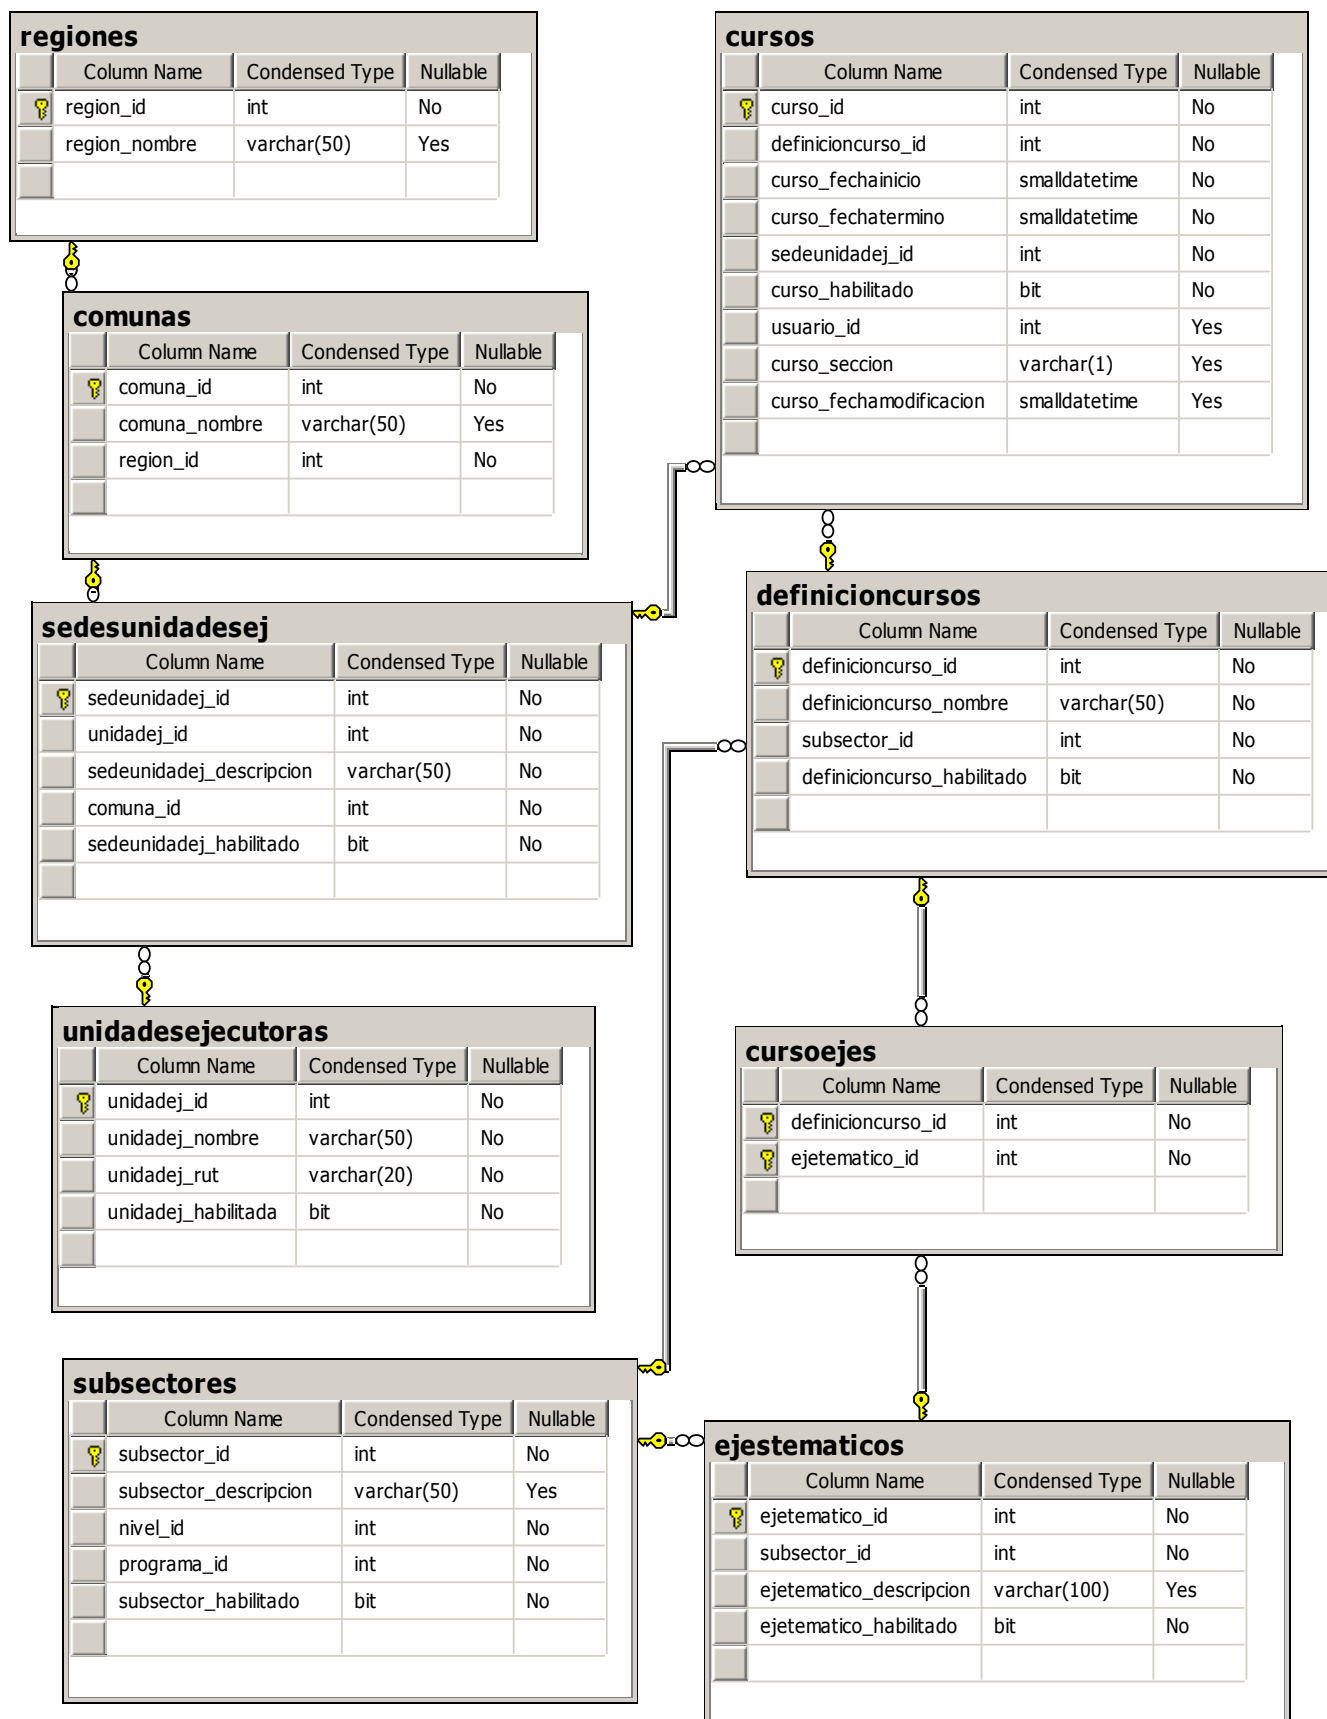 regiones
Column Name Condensed Type Nullable
region_id int No
region_nombre varchar(50) Yes
comunas
Column Name Condensed Type Nullable
comuna_id int No
comuna_nombre varchar(50) Yes
region_id int No
sedesunidadesej
Column Name Condensed Type Nullable
sedeunidadej_id int No
unidadej_id int No
sedeunidadej_descripcion varchar(50) No
comuna_id int No
sedeunidadej_habilitado bit No
unidadesejecutoras
Column Name Condensed Type Nullable
unidadej_id int No
unidadej_nombre varchar(50) No
unidadej_rut varchar(20) No
unidadej_habilitada bit No
subsectores
Column Name Condensed Type Nullable
subsector_id int No
subsector_descripcion varchar(50) Yes
nivel_id int No
programa_id int No
subsector_habilitado bit No
cursos
Column Name Condensed Type Nullable
curso_id int No
definicioncurso_id int No
curso_fechainicio smalldatetime No
curso_fechatermino smalldatetime No
sedeunidadej_id int No
curso_habilitado bit No
usuario_id int Yes
curso_seccion varchar(1) Yes
curso_fechamodificacion smalldatetime Yes
definicioncursos
Column Name Condensed Type Nullable
definicioncurso_id int No
definicioncurso_nombre varchar(50) No
subsector_id int No
definicioncurso_habilitado bit No
cursoejes
Column Name Condensed Type Nullable
definicioncurso_id int No
ejetematico_id int No
ejestematicos
Column Name Condensed Type Nullable
ejetematico_id int No
subsector_id int No
ejetematico_descripcion varchar(100) Yes
ejetematico_habilitado bit No